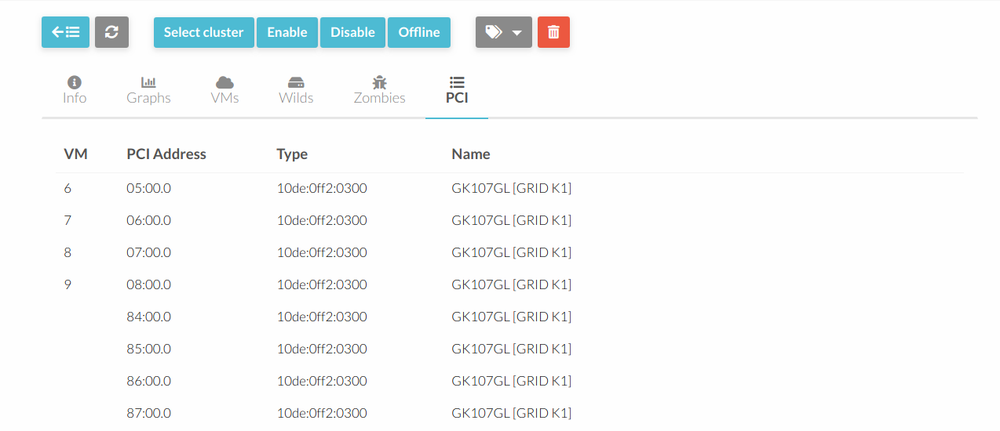 Select cluster Enable Disable Offline
Info Graphs VMs Wilds Zombies PCI
VM PCI Address Type Name
6 05:00.0 10de:0ff2:0300 GK107GL [GRID K1]
7 06:00.0 10de:0ff2:0300 GK107GL [GRID K1]
8 07:00.0 10de:0ff2:0300 GK107GL [GRID K1]
9 08:00.0 10de:0ff2:0300 GK107GL [GRID K1]
84:00.0 10de:0ff2:0300 GK107GL [GRID K1]
85:00.0 10de:0ff2:0300 GK107GL [GRID K1]
86:00.0 10de:0ff2:0300 GK107GL [GRID K1]
87:00.0 10de:0ff2:0300 GK107GL [GRID K1]